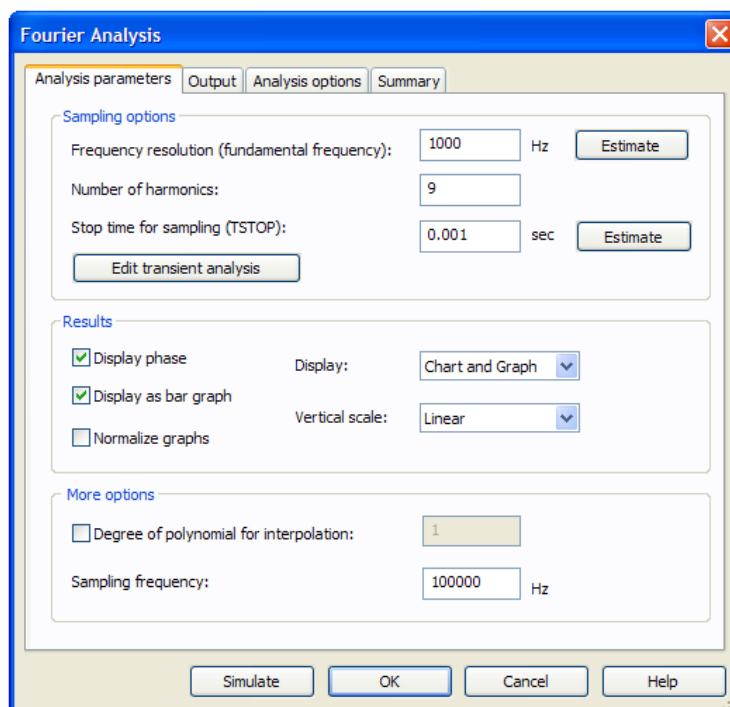 Fourier Analysis
Analysis parameters Output Analysis options Summary
Sampling options
Frequency resolution (fundamental frequency): 1000 Hz Estimate
Number of harmonics: 9
Stop time for sampling (TSTOP): 0.001 sec Estimate
Edit transient analysis
Results
Display phase Display: Chart and Graph
Display as bar graph
Vertical scale: Linear
Normalize graphs
More options
Degree of polynomial for interpolation: 1
Sampling frequency: 100000 Hz
Simulate OK Cancel Help